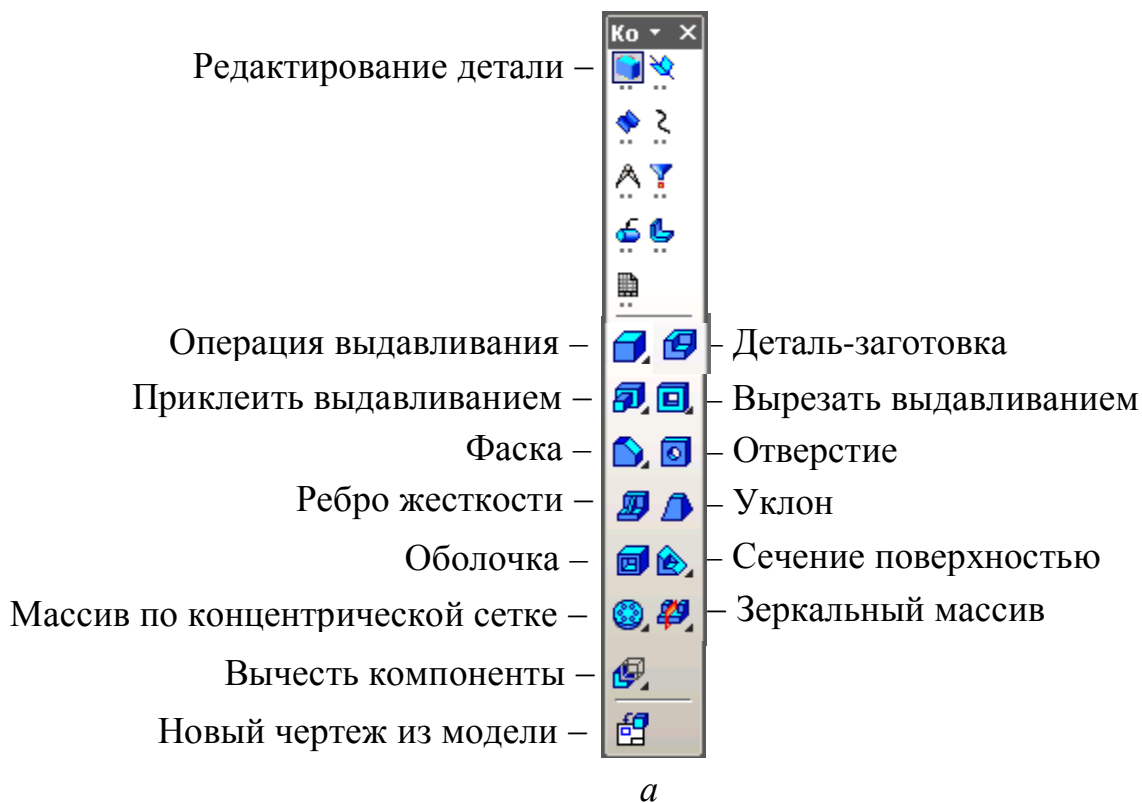 Ко
Редактирование детали –
Операция выдавливания –
– Деталь-заготовка
Приклеить выдавливанием –
– Вырезать выдавливанием
Фаска –
– Отверстие
Ребро жесткости –
– Уклон
Оболочка –
– Сечение поверхностью
Массив по концентрической сетке –
– Зеркальный массив
Вычесть компоненты –
Новый чертеж из модели –
а